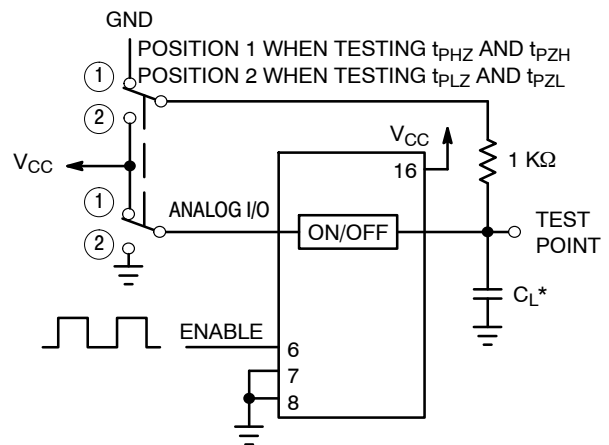 GND
POSITION 1 WHEN TESTING tPHZ AND tPZH
POSITION 2 WHEN TESTING tPLZ AND tPZL
1
2
VCC
VCC
16
1 KΩ
1
2
ANALOG I/O
ON/OFF
TEST
POINT
CL*
ENABLE
6
7
8